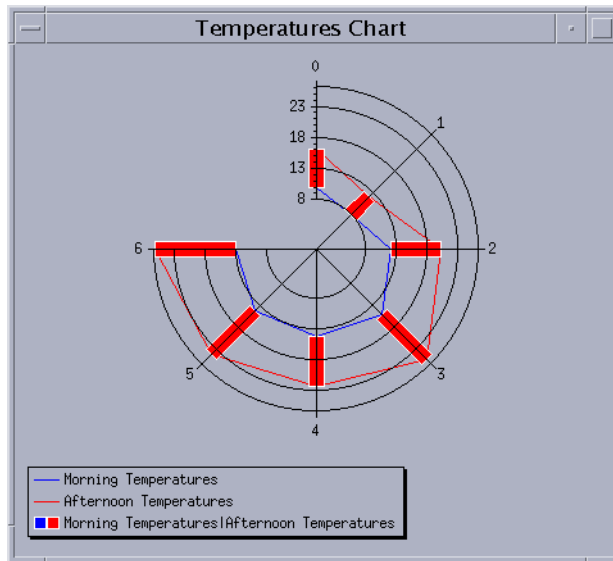 Temperatures Chart
0
1
23
18
13
8
6
2
5
3
4
Morning Temperatures
Afternoon Temperatures
Morning Temperatures|Afternoon Temperatures